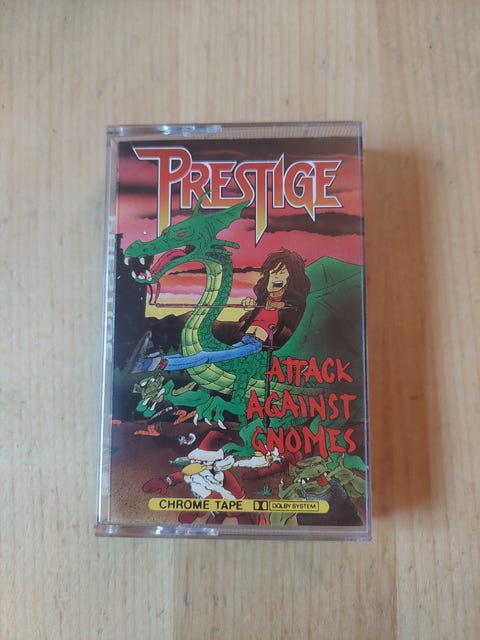 PRESTIGE
ATTACK
AGAINST
GNOMES
CHROME TAPE DOLBY SYSTEM